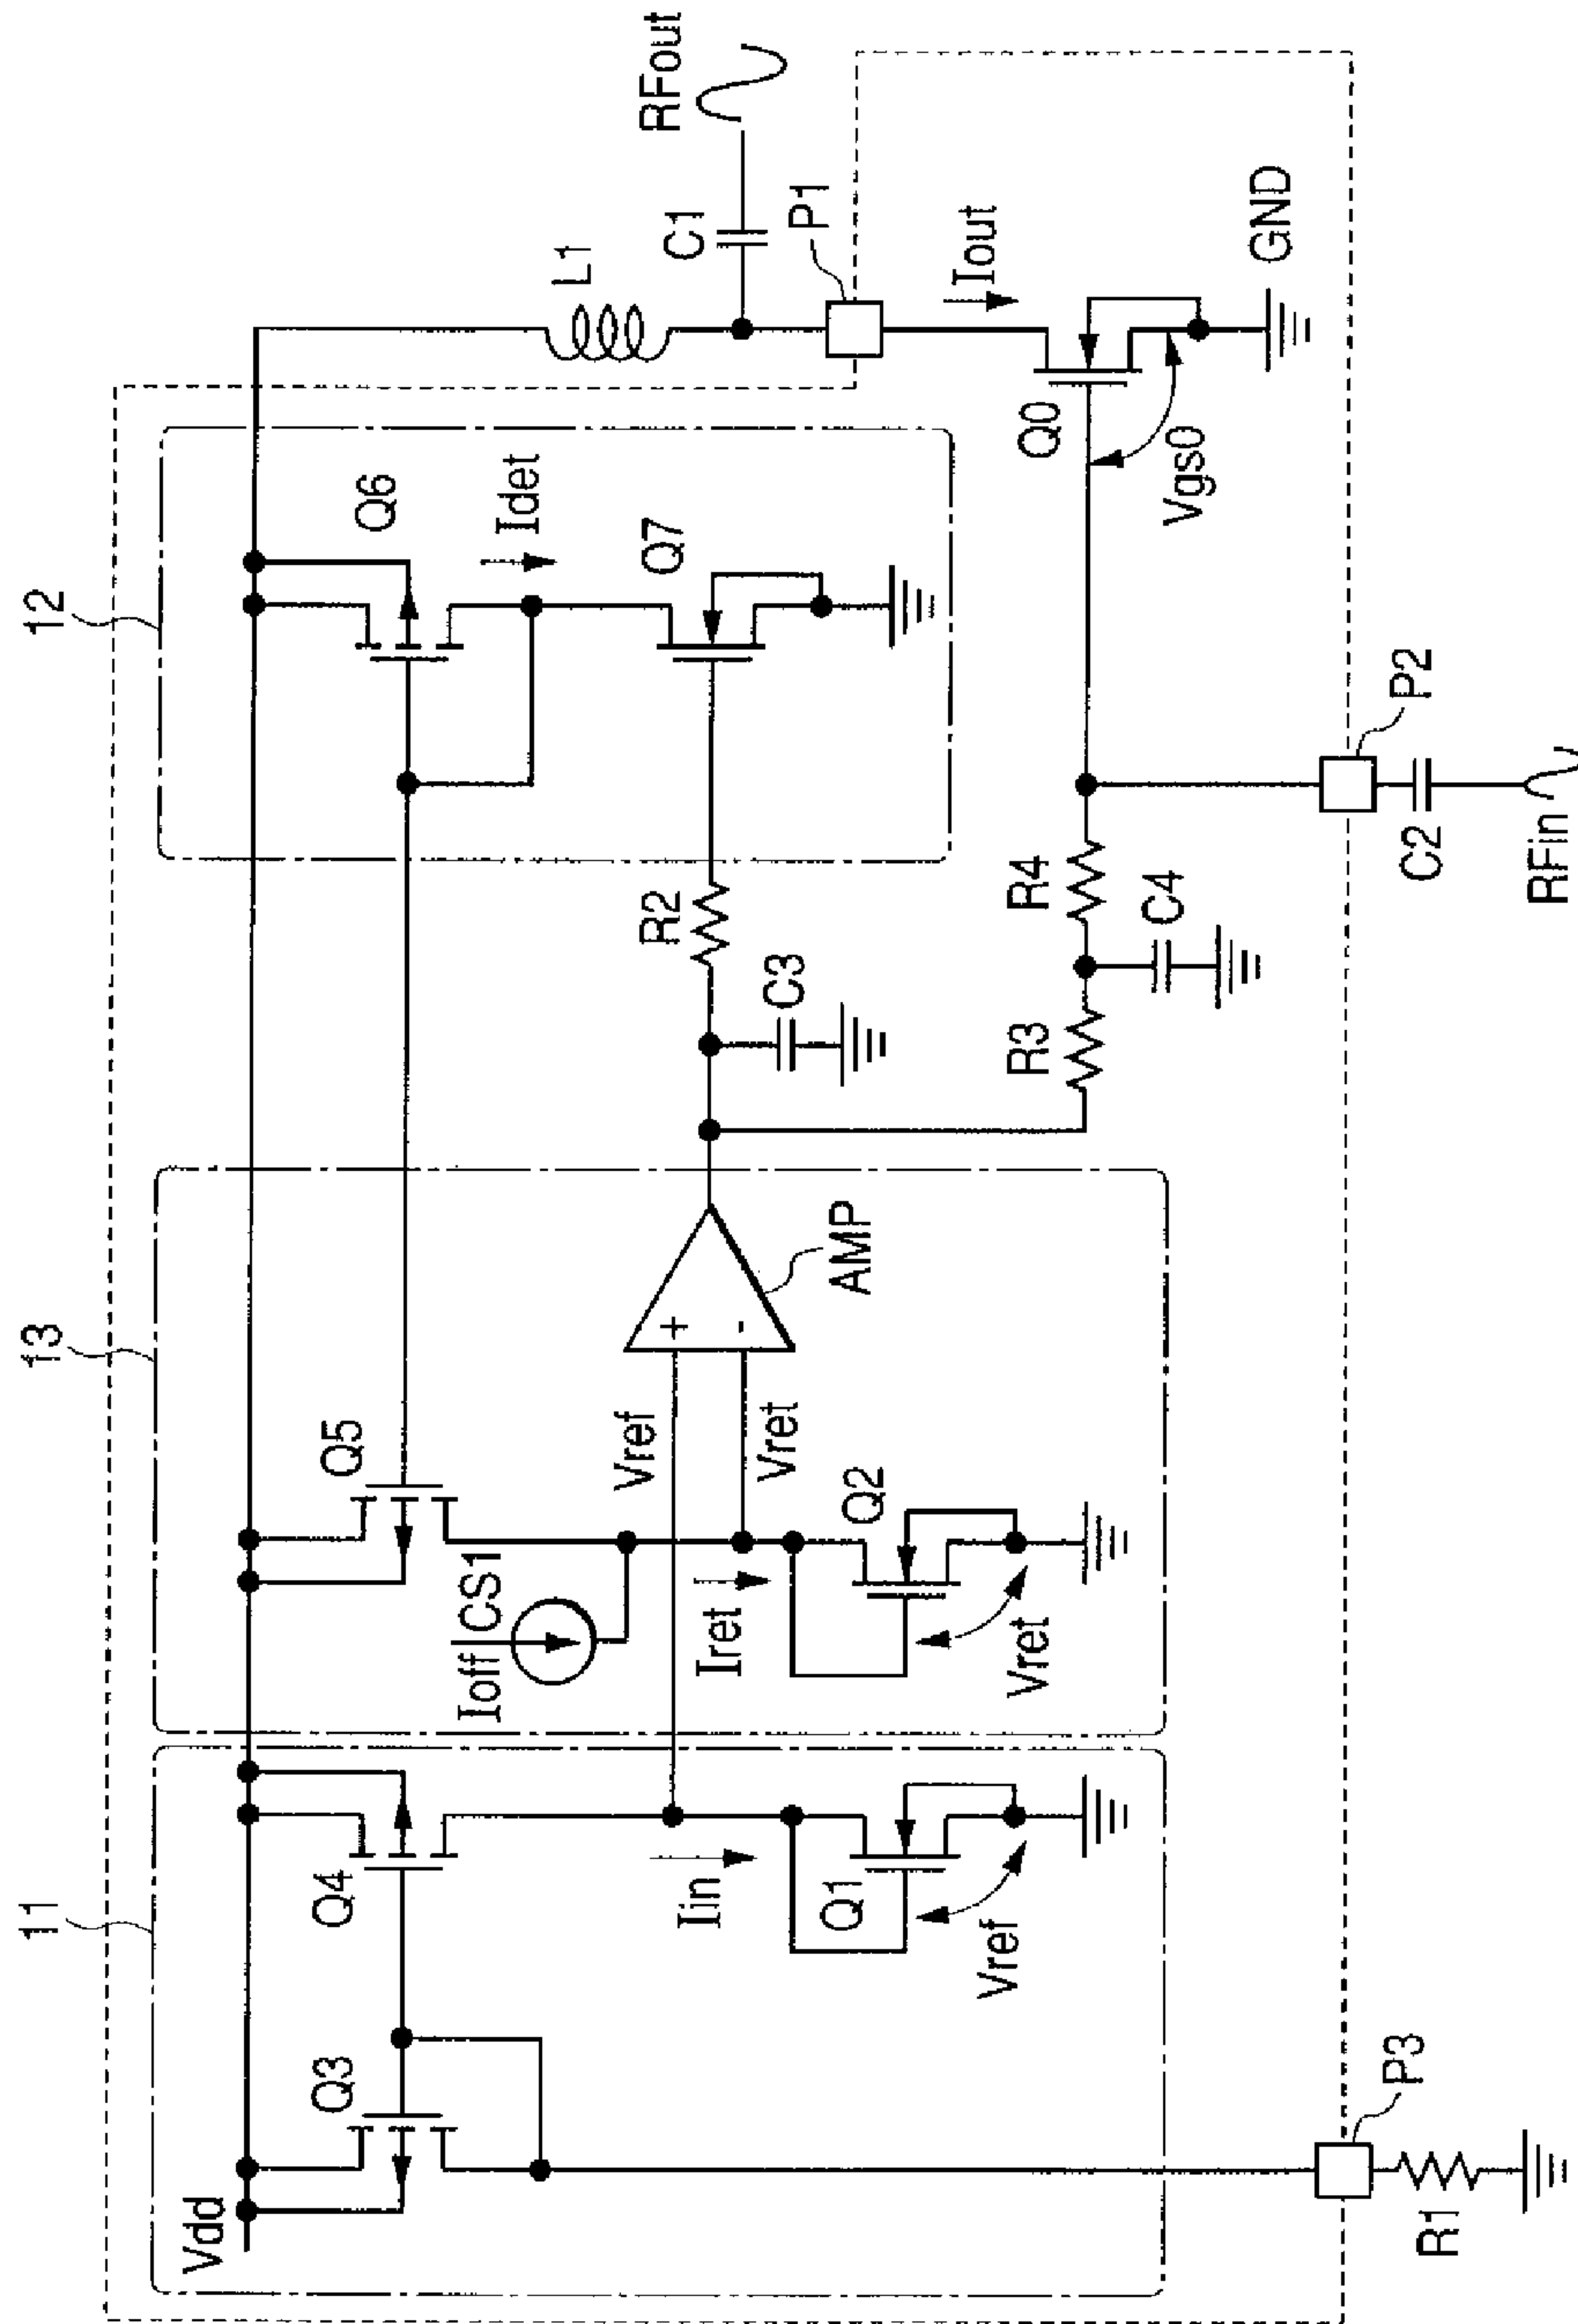 11
13
12
Vdd
Q3
Q4
Q5
Q6
L1
RFout
C1
P1
Ioff
CS1
Idet
Q7
Iout
Vref
Vret
AMP
R2
C3
Iin
Iret
Q1
Q2
Vref
Vret
Q0
Vgs0
GND
R3
R4
C4
P3
R1
P2
C2
RFin